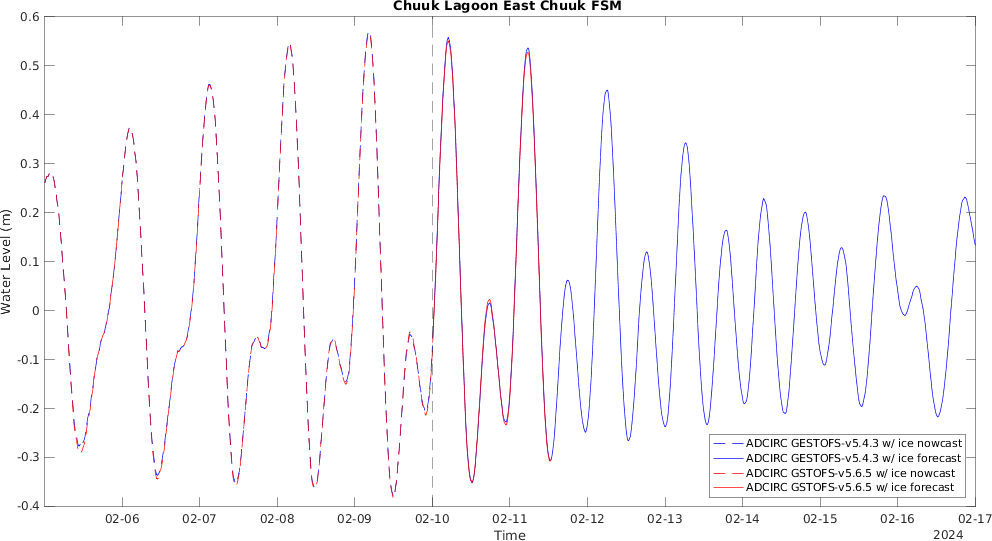 Chuuk Lagoon East Chuuk FSM
0.6
0.5
0.4
0.3
0.2
0.1
0
-0.1
-0.2
-0.3
-0.4
Water Level (m)
02-06 02-07 02-08 02-09 02-10 02-11 02-12 02-13 02-14 02-15 02-16 02-17
Time
2024
ADCIRC GESTOFS-v5.4.3 w/ ice nowcast
ADCIRC GESTOFS-v5.4.3 w/ ice forecast
ADCIRC GSTOFS-v5.6.5 w/ ice nowcast
ADCIRC GSTOFS-v5.6.5 w/ ice forecast